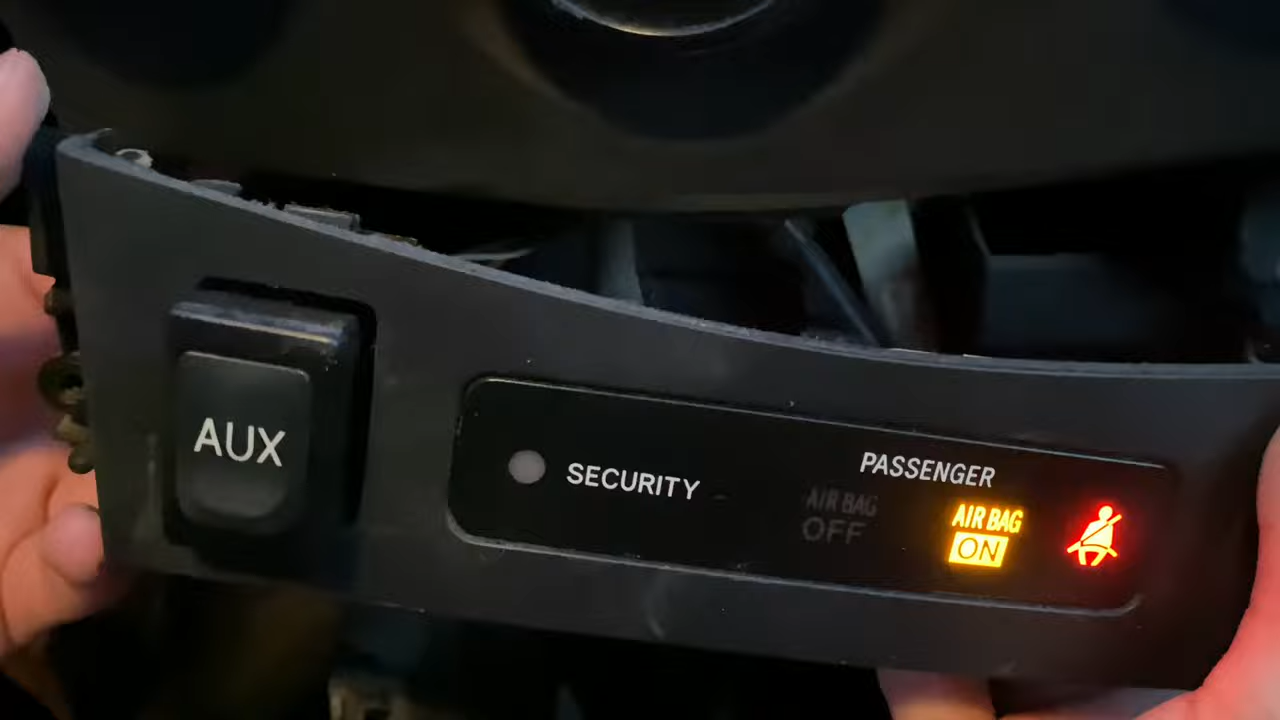 AUX
SECURITY
PASSENGER
AIR BAG
OFF
AIR BAG
ON